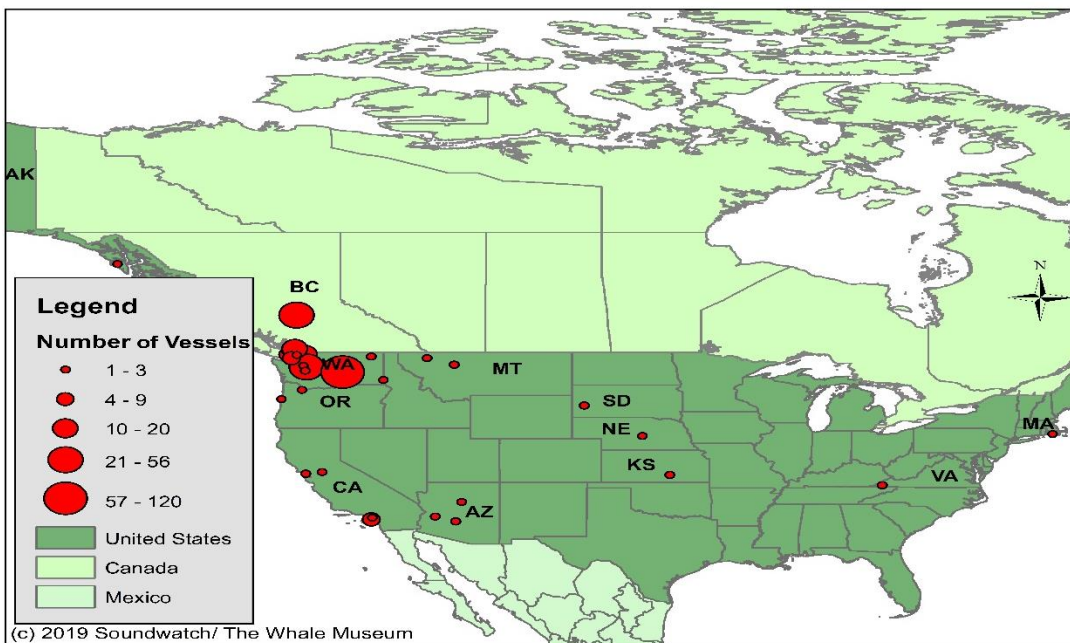 AK
N
BC
Legend
Number of Vessels
1 - 3
4 - 9
10 - 20
21 - 56
57 - 120
United States
Canada
Mexico
WA
MT
OR
SD
NE
MA
KS
VA
CA
AZ
(c) 2019 Soundwatch/ The Whale Museum